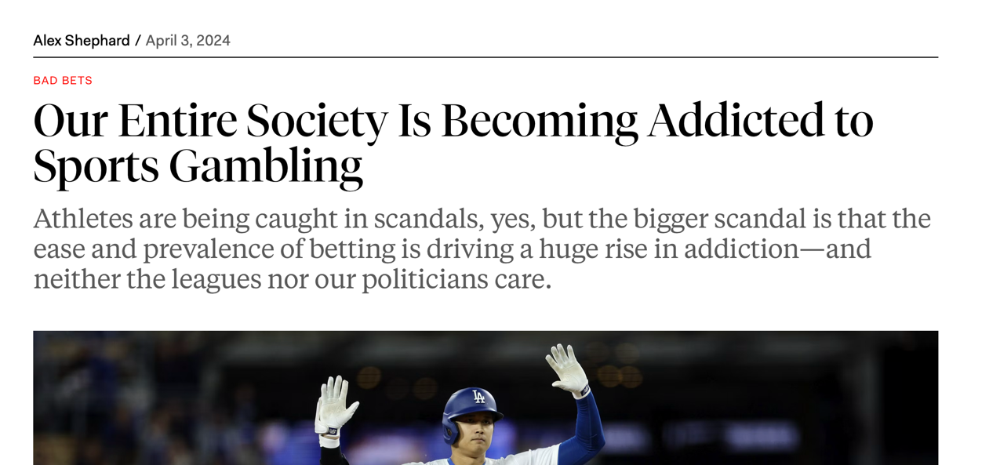 Alex Shephard / April 3, 2024
BAD BETS
Our Entire Society Is Becoming Addicted to
Sports Gambling
Athletes are being caught in scandals, yes, but the bigger scandal is that the
ease and prevalence of betting is driving a huge rise in addiction—and
neither the leagues nor our politicians care.
LA